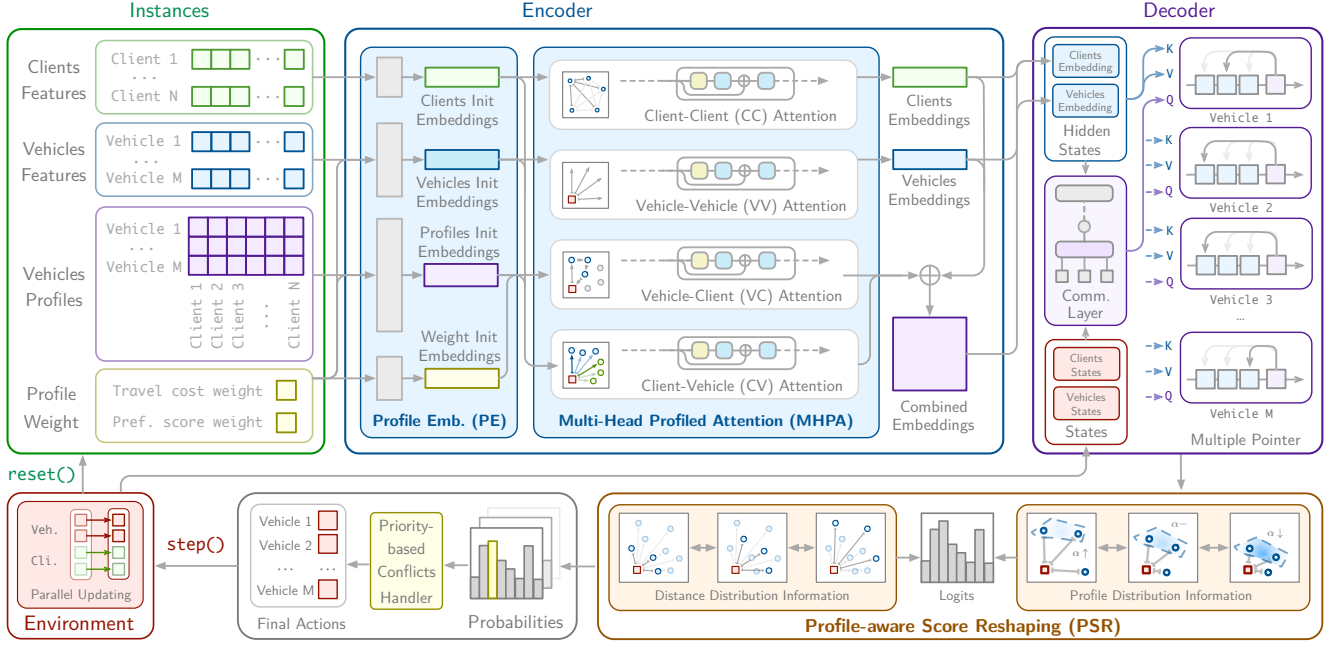 Instances
Clients
Features
Client 1
...
Client N
...
...
Vehicles
Features
Vehicle 1
...
Vehicle M
...
...
Vehicles
Profiles
Vehicle 1
...
Vehicle M
Client 1
Client 2
Client 3
...
Client N
Profile
Weight
Travel cost weight
Pref. score weight
Encoder
Clients Init
Embeddings
Vehicles Init
Embeddings
Profiles Init
Embeddings
Weight Init
Embeddings
Profile Emb. (PE)
Client-Client (CC) Attention
Vehicle-Vehicle (VV) Attention
Vehicle-Client (VC) Attention
Client-Vehicle (CV) Attention
Multi-Head Profiled Attention (MHPA)
Clients
Embeddings
Vehicles
Embeddings
Combined
Embeddings
Decoder
Clients
Embedding
Vehicles
Embedding
Hidden
States
Comm.
Layer
Clients
States
Vehicles
States
States
K
V
Q
Vehicle 1
K
V
Q
Vehicle 2
K
V
Q
Vehicle 3
...
K
V
Q
Vehicle M
Multiple Pointer
reset()
Veh.
Cli.
Parallel Updating
Environment
step()
Vehicle 1
Vehicle 2
... ...
Vehicle M
Final Actions
Priority-
based
Conflicts
Handler
Probabilities
Distance Distribution Information
Logits
α↑
α−
α↓
Profile Distribution Information
Profile-aware Score Reshaping (PSR)